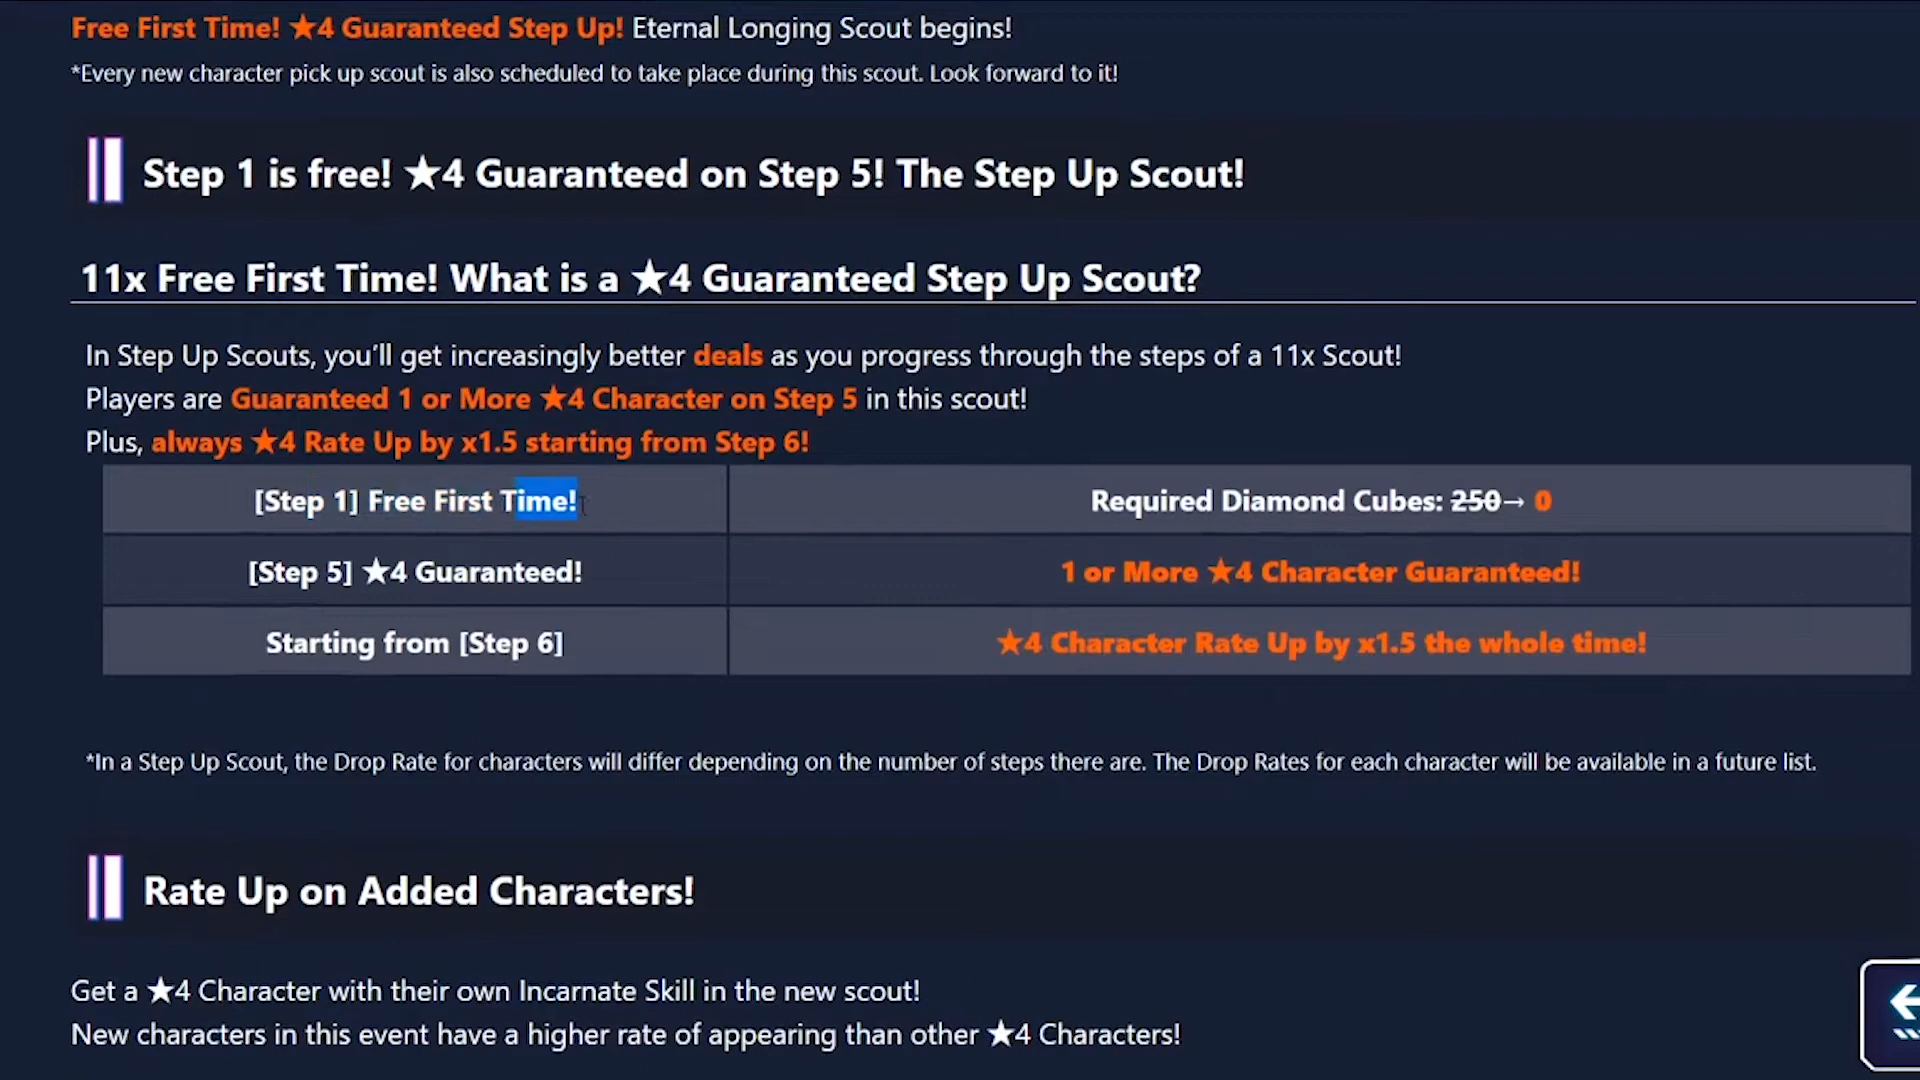 Free First Time! ★4 Guaranteed Step Up! Eternal Longing Scout begins!
*Every new character pick up scout is also scheduled to take place during this scout. Look forward to it!
Step 1 is free! ★4 Guaranteed on Step 5! The Step Up Scout!
11x Free First Time! What is a ★4 Guaranteed Step Up Scout?
In Step Up Scouts, you'll get increasingly better deals as you progress through the steps of a 11x Scout!
Players are Guaranteed 1 or More ★4 Character on Step 5 in this scout!
Plus, always ★4 Rate Up by x1.5 starting from Step 6!
[Step 1] Free First Time! Required Diamond Cubes: 250→ 0
[Step 5] ★4 Guaranteed! 1 or More ★4 Character Guaranteed!
Starting from [Step 6] ★4 Character Rate Up by x1.5 the whole time!
*In a Step Up Scout, the Drop Rate for characters will differ depending on the number of steps there are. The Drop Rates for each character will be available in a future list.
Rate Up on Added Characters!
Get a ★4 Character with their own Incarnate Skill in the new scout!
New characters in this event have a higher rate of appearing than other ★4 Characters!